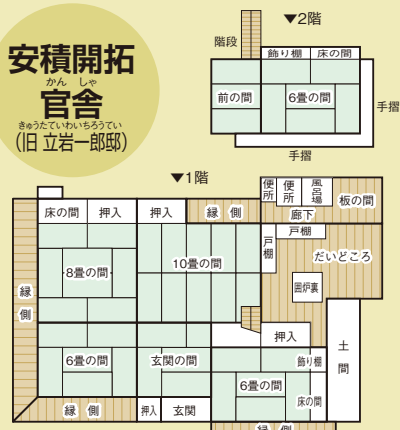 安積開拓
かん しゃ
官舎
きゅうたていわいちろうてい
(旧 立岩一郎邸)
▼2階
階段
飾り棚
床の間
前の間
6畳の間
手摺
手摺
▼1階
床の間
押入
押入
縁 側
便所
便所
風呂場
板の間
廊下
戸棚
戸棚
だいどころ
8畳の間
10畳の間
囲炉裏
縁側
押入
土間
飾り棚
6畳の間
玄関の間
6畳の間
床の間
縁 側
押入
玄関
縁 側